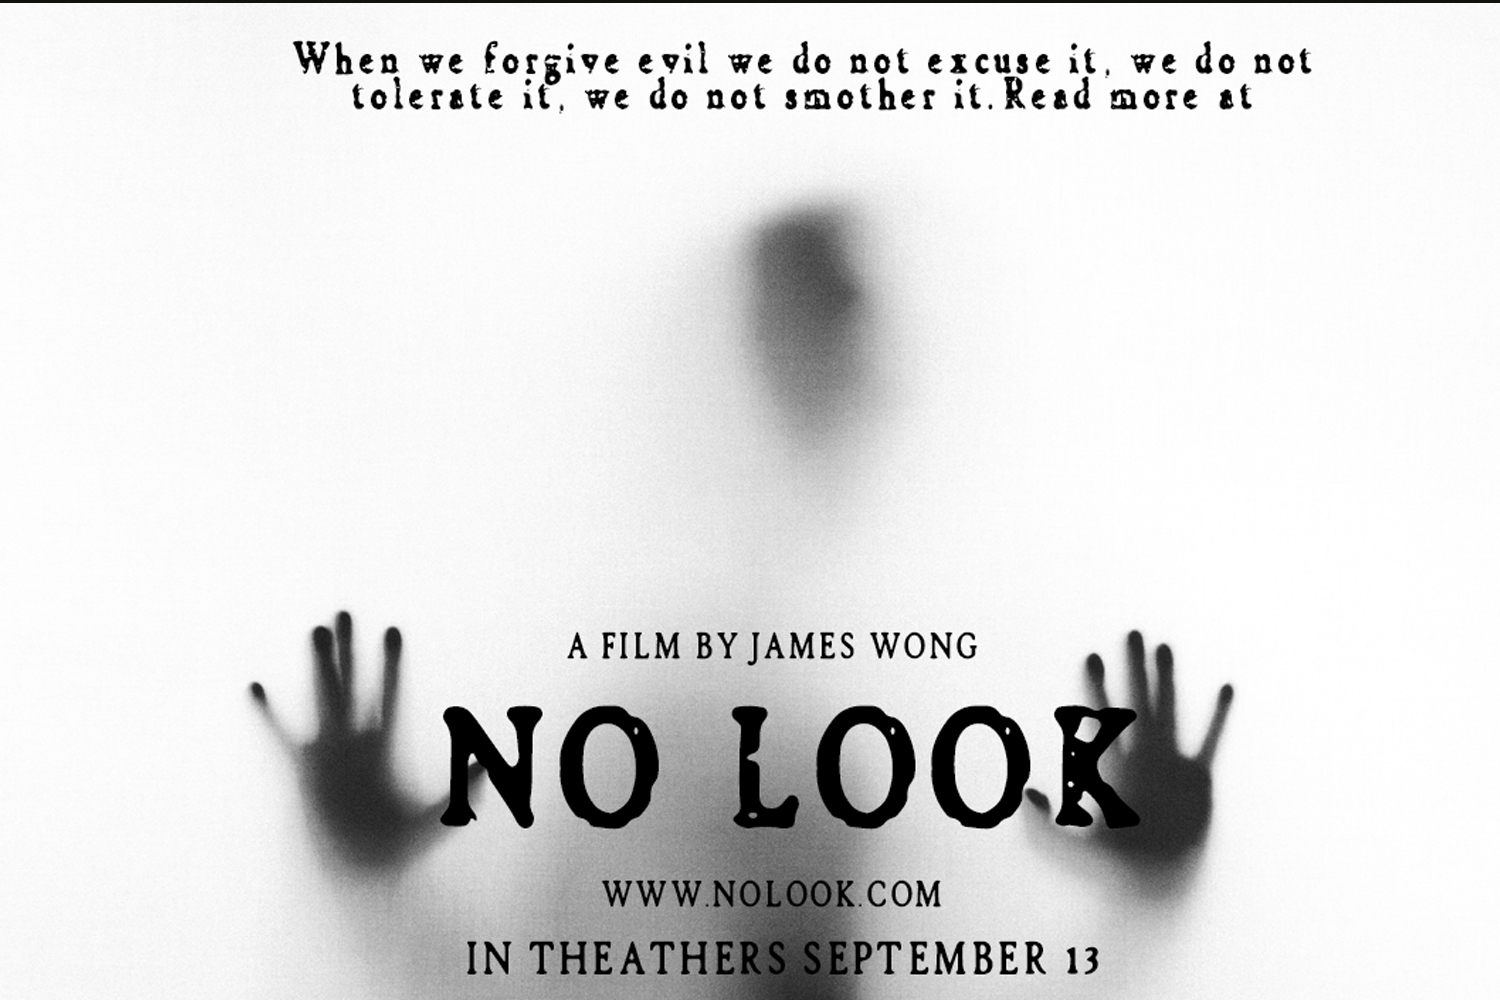 When we forgive evil we do not excuse it, we do not
tolerate it, we do not smother it.Read more at
A FILM BY JAMES WONG
NO LOOK
WWW.NOLOOK.COM
IN THEATHERS SEPTEMBER 13